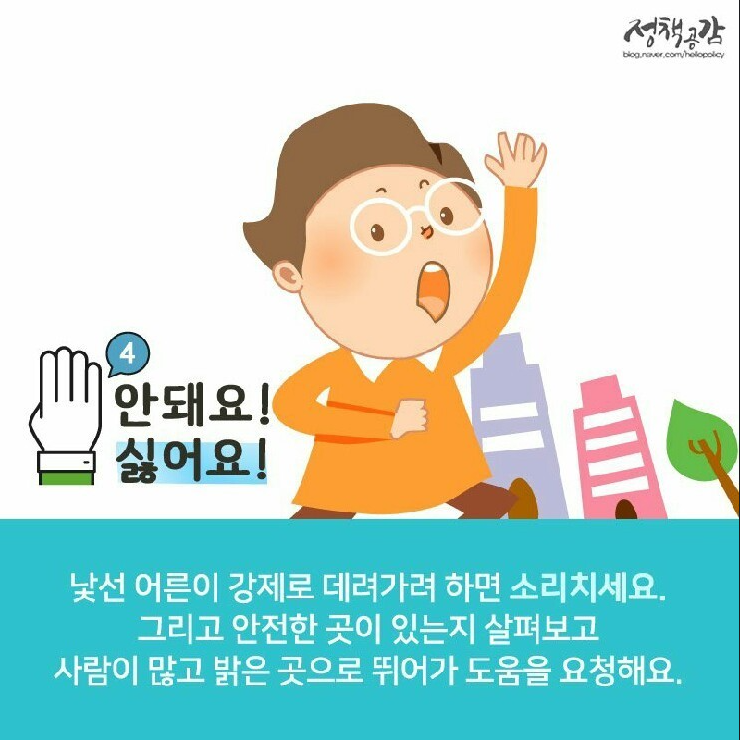 정책공감
blog.naver.com/hellopolicy
4
안돼요!
싫어요!
낯선 어른이 강제로 데려가려 하면 소리치세요.
그리고 안전한 곳이 있는지 살펴보고
사람이 많고 밝은 곳으로 뛰어가 도움을 요청해요.